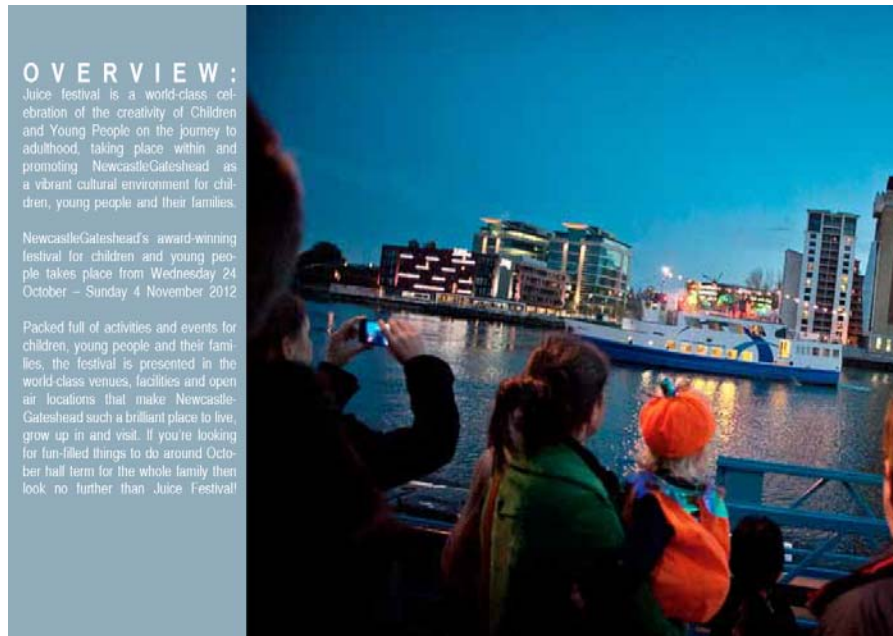 OVERVIEW:
Juice festival is a world-class cel-
ebration of the creativity of Children
and Young People on the journey to
adulthood, taking place within and
promoting NewcastleGateshead as
a vibrant cultural environment for chil-
dren, young people and their families.
NewcastleGateshead's award-winning
festival for children and young peo-
ple takes place from Wednesday 24
October – Sunday 4 November 2012
Packed full of activities and events for
children, young people and their fami-
lies, the festival is presented in the
world-class venues, facilities and open
air locations that make Newcastle-
Gateshead such a brilliant place to live,
grow up in and visit. If you're looking
for fun-filled things to do around Octo-
ber half term for the whole family then
look no further than Juice Festival!